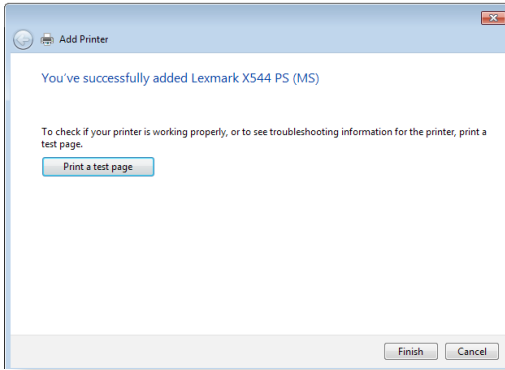 Add Printer
You've successfully added Lexmark X544 PS (MS)
To check if your printer is working properly, or to see troubleshooting information for the printer, print a
test page.
Print a test page
Finish Cancel